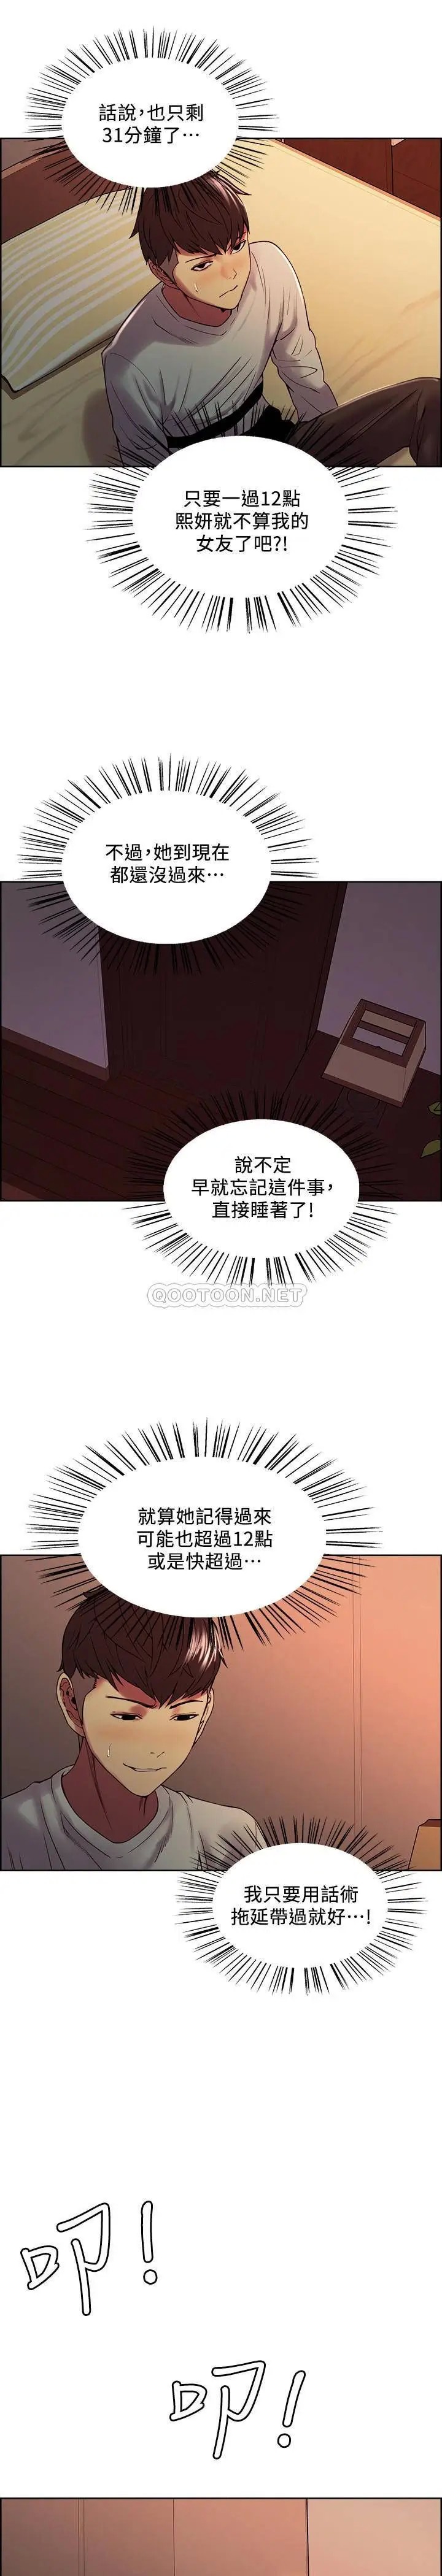 話說，也只剩
31分鐘了⋯
只要一過12點
熙妍就不算我的
女友了吧?!
不過，她到現在
都還沒過來⋯
說不定
早就忘記這件事，
直接睡著了!
QOOTOON.NET
就算她記得過來
可能也超過12點
或是快超過⋯
我只要用話術
拖延帶過就好⋯!
叩!
叩!